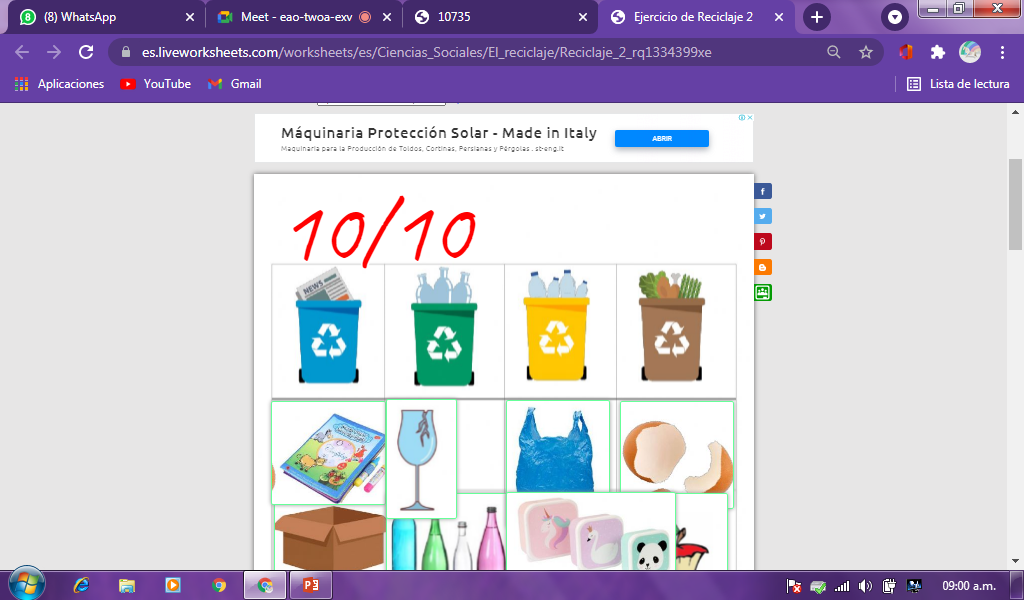 (8) WhatsApp
Meet - eao-twoa-exv
10735
Ejercicio de Reciclaje 2
es.liveworksheets.com/worksheets/es/Ciencias_Sociales/El_reciclaje/Reciclaje_2_rq1334399xe
Aplicaciones
YouTube
Gmail
Lista de lectura
Máquinaria Protección Solar - Made in Italy
Maquinaria para la Producción de Toldos, Cortinas, Persianas y Pérgolas . st-eng.it
ABRIR
10/10
NEWS
09:00 a.m.